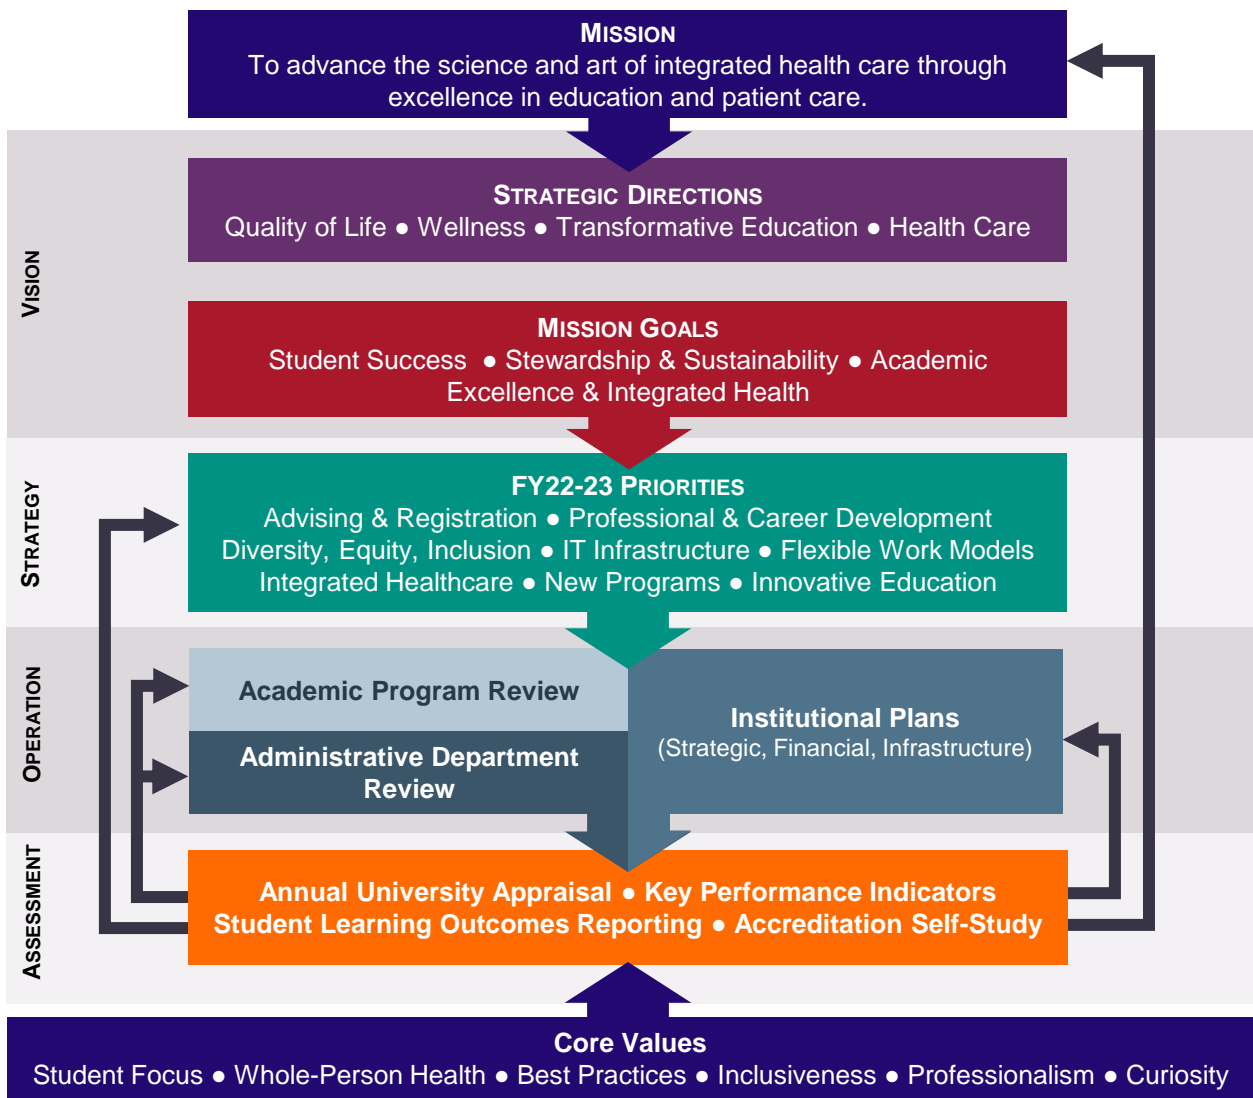 MISSION
To advance the science and art of integrated health care through
excellence in education and patient care.
VISION
STRATEGIC DIRECTIONS
Quality of Life ● Wellness ● Transformative Education ● Health Care
MISSION GOALS
Student Success ● Stewardship & Sustainability ● Academic
Excellence & Integrated Health
STRATEGY
FY22-23 PRIORITIES
Advising & Registration ● Professional & Career Development
Diversity, Equity, Inclusion ● IT Infrastructure ● Flexible Work Models
Integrated Healthcare ● New Programs ● Innovative Education
OPERATION
Academic Program Review
Administrative Department
Review
Institutional Plans
(Strategic, Financial, Infrastructure)
ASSESSMENT
Annual University Appraisal ● Key Performance Indicators
Student Learning Outcomes Reporting ● Accreditation Self-Study
Core Values
Student Focus ● Whole-Person Health ● Best Practices ● Inclusiveness ● Professionalism ● Curiosity